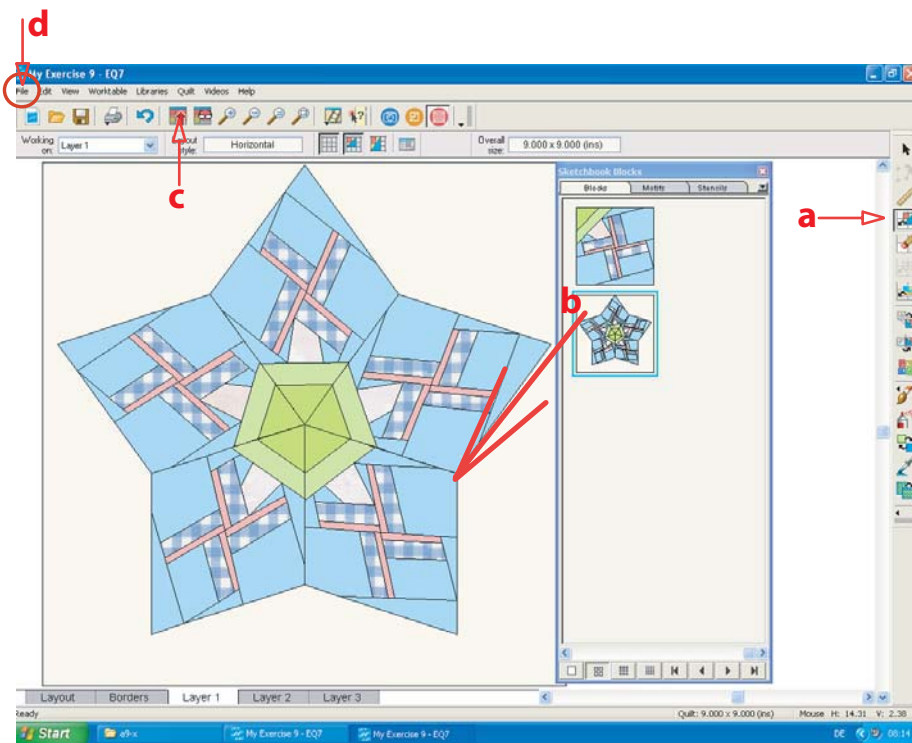 d
My Exercise 9 - EQ7
File Edit View Worktable Libraries Quilt Videos Help
Working on: Layer 1 Layout style: Horizontal Overall size: 9.000 x 9.000 (ins)
c
Sketchbook Blocks
Blocks Motifs Stencils
a
b
Layout Borders Layer 1 Layer 2 Layer 3
Ready Quilt: 9.000 x 9.000 (ins) Mouse H: 14.31 V: 2.38
Start a9-x My Exercise 9 - EQ7 My Exercise 9 - EQ7 DE 08:14